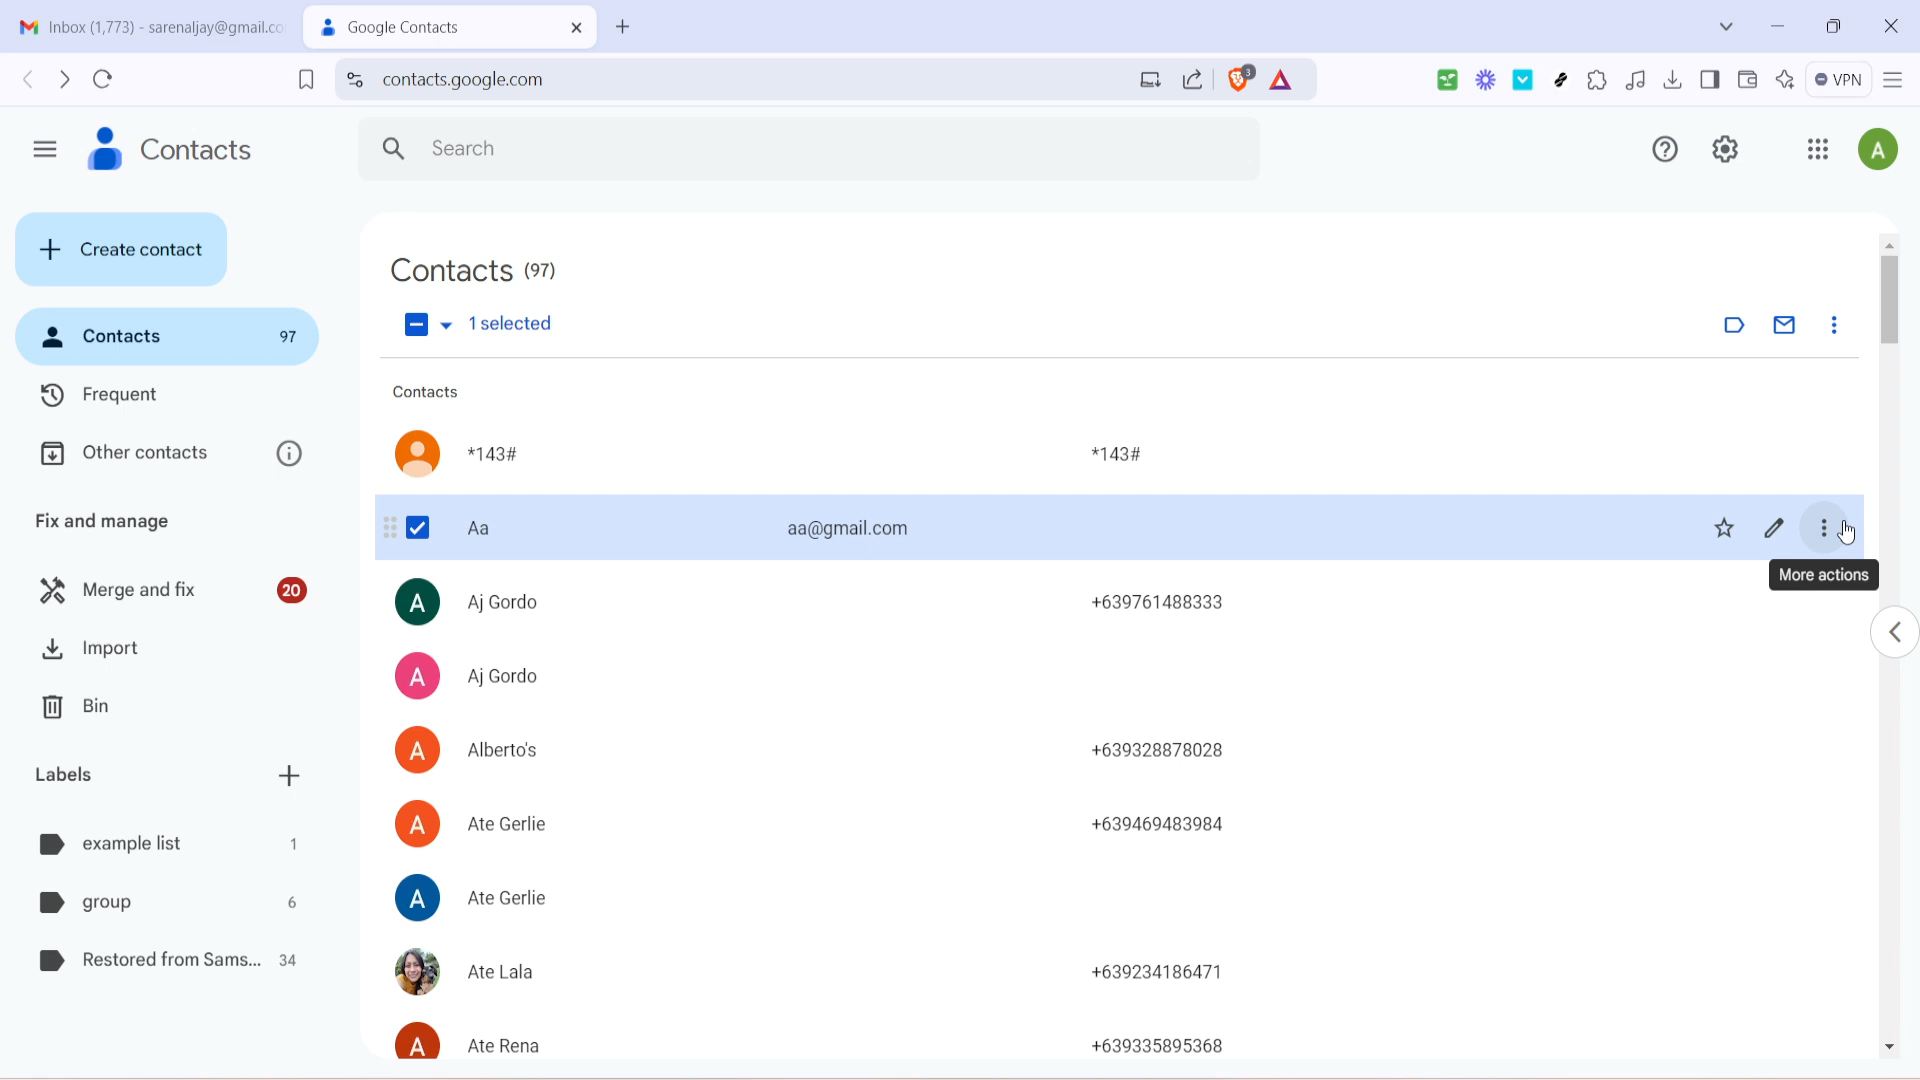 Inbox (1,773) - sarenaljay@gmail.co
Google Contacts
contacts.google.com
3
VPN
Contacts
Search
A
Create contact
Contacts (97)
1 selected
Contacts 97
Frequent
Other contacts
Fix and manage
Merge and fix 20
Import
Bin
Labels
example list 1
group 6
Restored from Sams... 34
Contacts
*143# *143#
Aa aa@gmail.com
More actions
A Aj Gordo +639761488333
A Aj Gordo
A Alberto's +639328878028
A Ate Gerlie +639469483984
A Ate Gerlie
Ate Lala +639234186471
A Ate Rena +639335895368